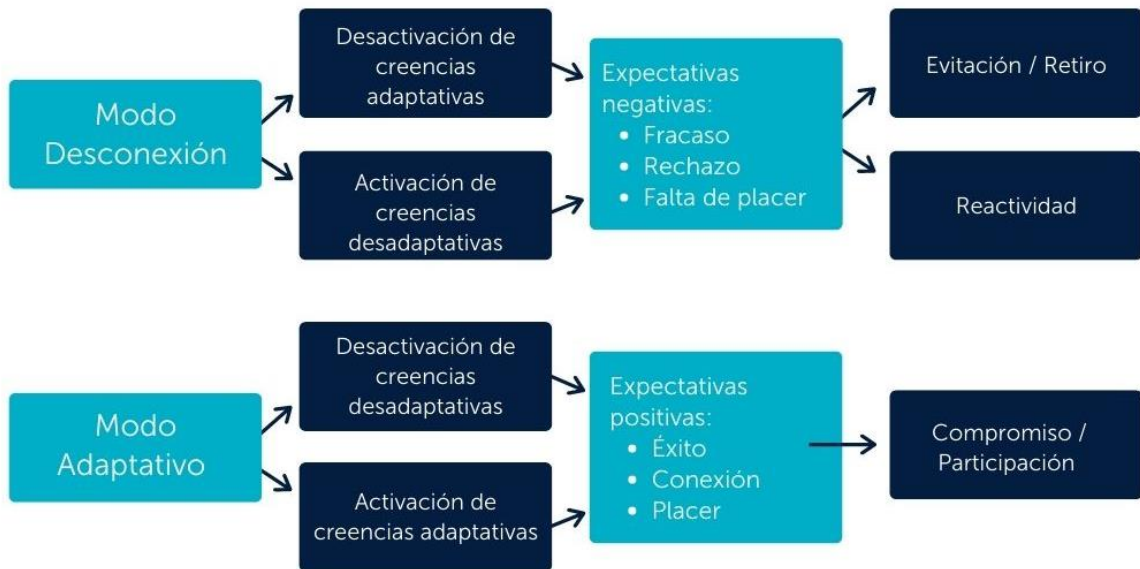 Modo
Desconexión
Desactivación de
creencias
adaptativas
Activación de
creencias
desadaptativas
Expectativas
negativas:
• Fracaso
• Rechazo
• Falta de placer
Evitación / Retiro
Reactividad
Modo
Adaptativo
Desactivación de
creencias
desadaptativas
Activación de
creencias adaptativas
Expectativas
positivas:
• Éxito
• Conexión
• Placer
Compromiso /
Participación